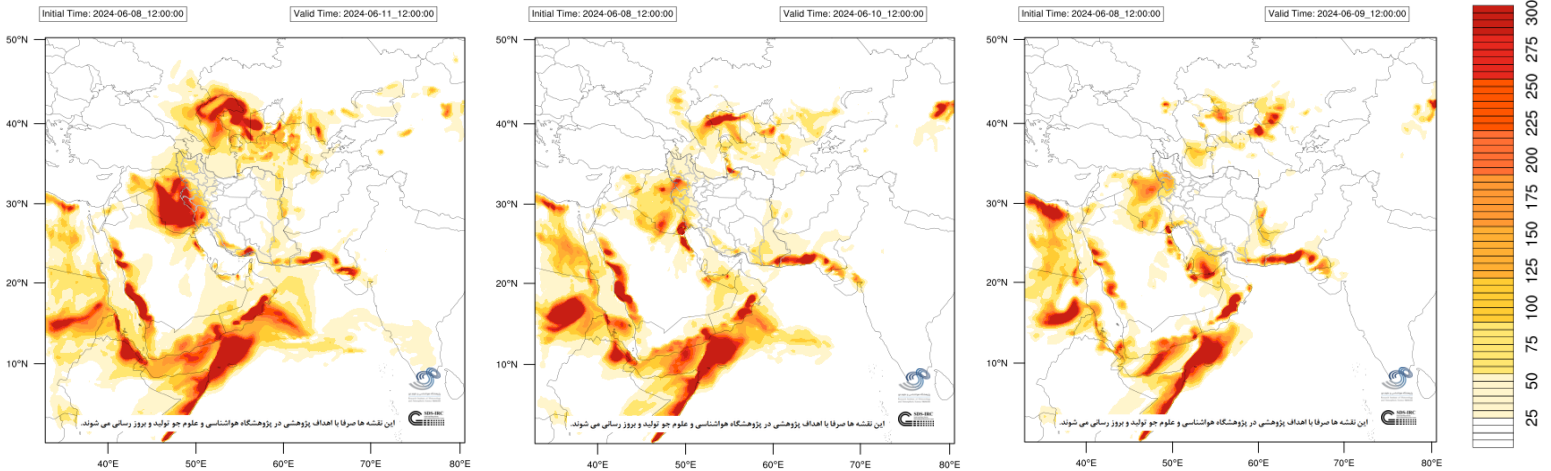 Initial Time: 2024-06-08_12:00:00
Valid Time: 2024-06-11_12:00:00
50°N
40°N
30°N
20°N
10°N
40°E
50°E
60°E
70°E
80°E
SDS-IRC
این نقشه ها صرفا با اهداف پژوهشی در پژوهشگاه هواشناسی و علوم جو تولید و بروز رسانی می شوند.
Initial Time: 2024-06-08_12:00:00
Valid Time: 2024-06-10_12:00:00
50°N
40°N
30°N
20°N
10°N
40°E
50°E
60°E
70°E
80°E
SDS-IRC
این نقشه ها صرفا با اهداف پژوهشی در پژوهشگاه هواشناسی و علوم جو تولید و بروز رسانی می شوند.
Initial Time: 2024-06-08_12:00:00
Valid Time: 2024-06-09_12:00:00
50°N
40°N
30°N
20°N
10°N
40°E
50°E
60°E
70°E
80°E
SDS-IRC
این نقشه ها صرفا با اهداف پژوهشی در پژوهشگاه هواشناسی و علوم جو تولید و بروز رسانی می شوند.
300
275
250
225
200
175
150
125
100
75
50
25